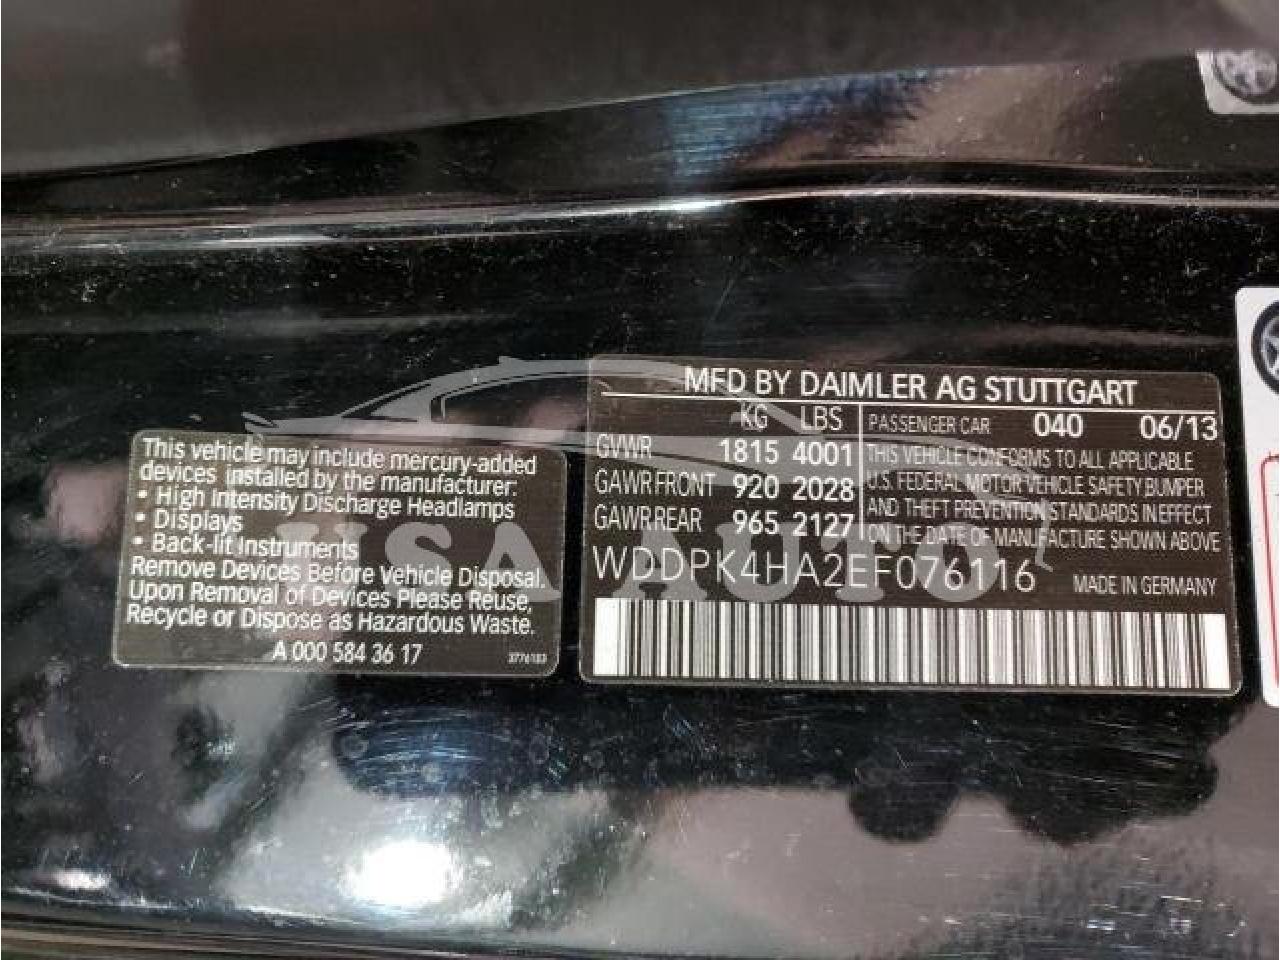 This vehicle may include mercury-added
devices installed by the manufacturer:
• High Intensity Discharge Headlamps
• Displays
• Back-lit Instruments
Remove Devices Before Vehicle Disposal.
Upon Removal of Devices Please Reuse,
Recycle or Dispose as Hazardous Waste.
A 000 584 36 17
3776183
MFD BY DAIMLER AG STUTTGART
KG LBS
GVWR 1815 4001
GAWR FRONT 920 2028
GAWR REAR 965 2127
PASSENGER CAR 040 06/13
THIS VEHICLE CONFORMS TO ALL APPLICABLE
U.S. FEDERAL MOTOR VEHICLE SAFETY, BUMPER
AND THEFT PREVENTION STANDARDS IN EFFECT
ON THE DATE OF MANUFACTURE SHOWN ABOVE
WDDPK4HA2EF076116 MADE IN GERMANY
USA AUTO